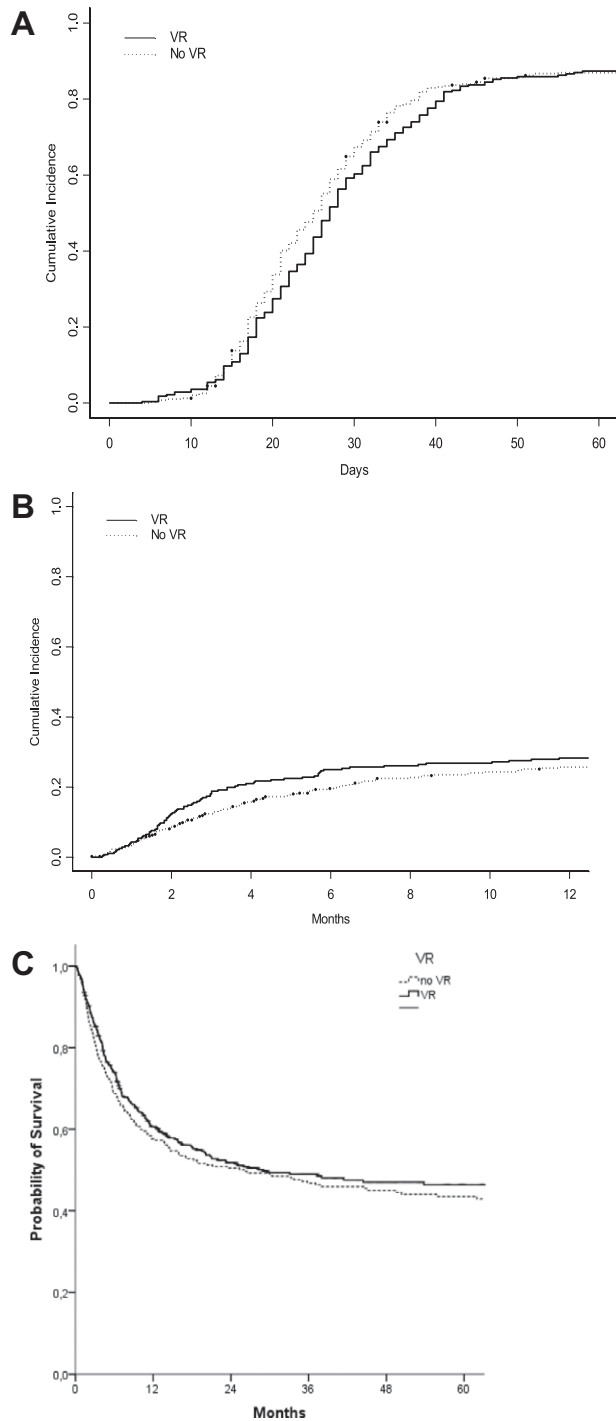 A
VR
No VR
Cumulative Incidence
0.0 0.2 0.4 0.6 0.8 1.0
0 10 20 30 40 50 60
Days
B
VR
No VR
Cumulative Incidence
0.0 0.2 0.4 0.6 0.8 1.0
0 2 4 6 8 10 12
Months
C
VR
no VR
VR
Probability of Survival
1,0
0,8
0,6
0,4
0,2
0,0
0 12 24 36 48 60
Months